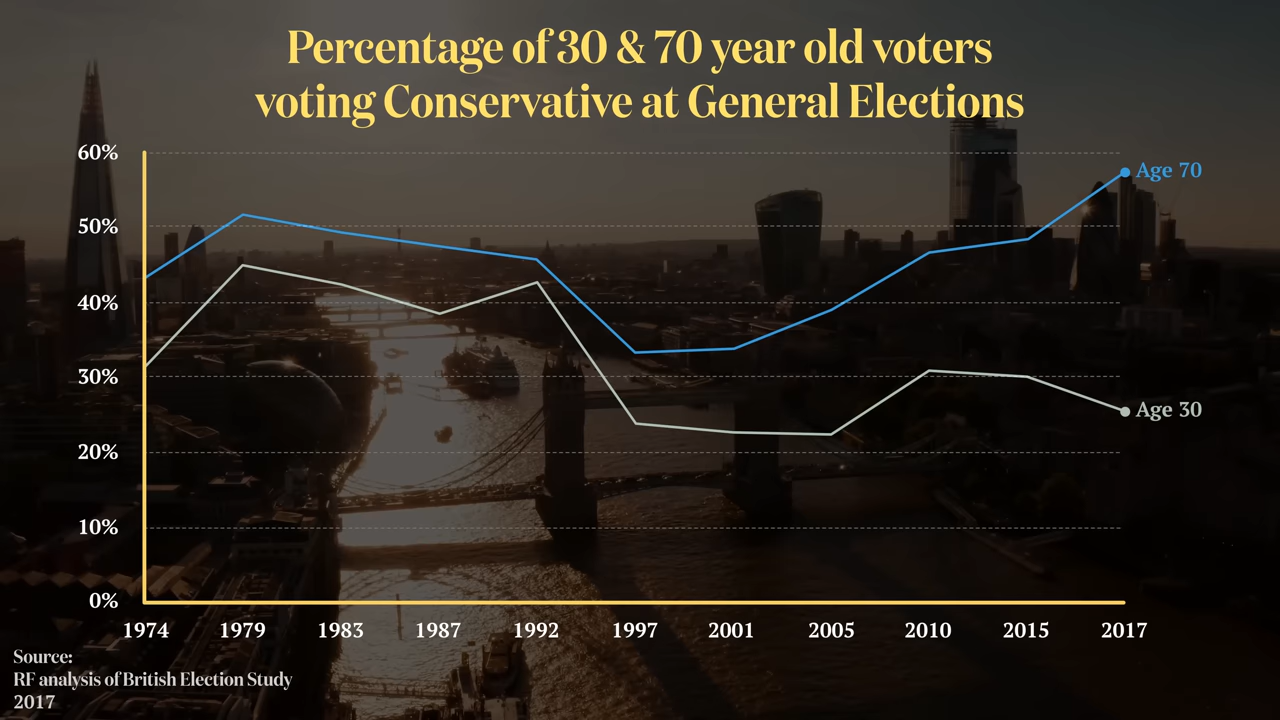 Percentage of 30 & 70 year old voters
voting Conservative at General Elections
60%
Age 70
50%
40%
30%
Age 30
20%
10%
0%
1974 1979 1983 1987 1992 1997 2001 2005 2010 2015 2017
Source:
RF analysis of British Election Study
2017